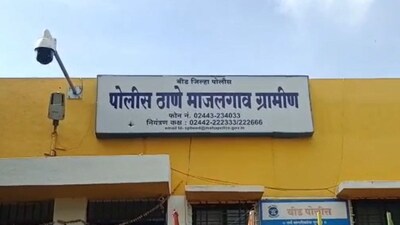 बीड जिल्हा पोलीस
पोलीस ठाणे माजलगाव ग्रामीण
फोन नं. 02443-234033
नियंत्रण कक्ष : 02442-222333/222666
बीड पोलीस